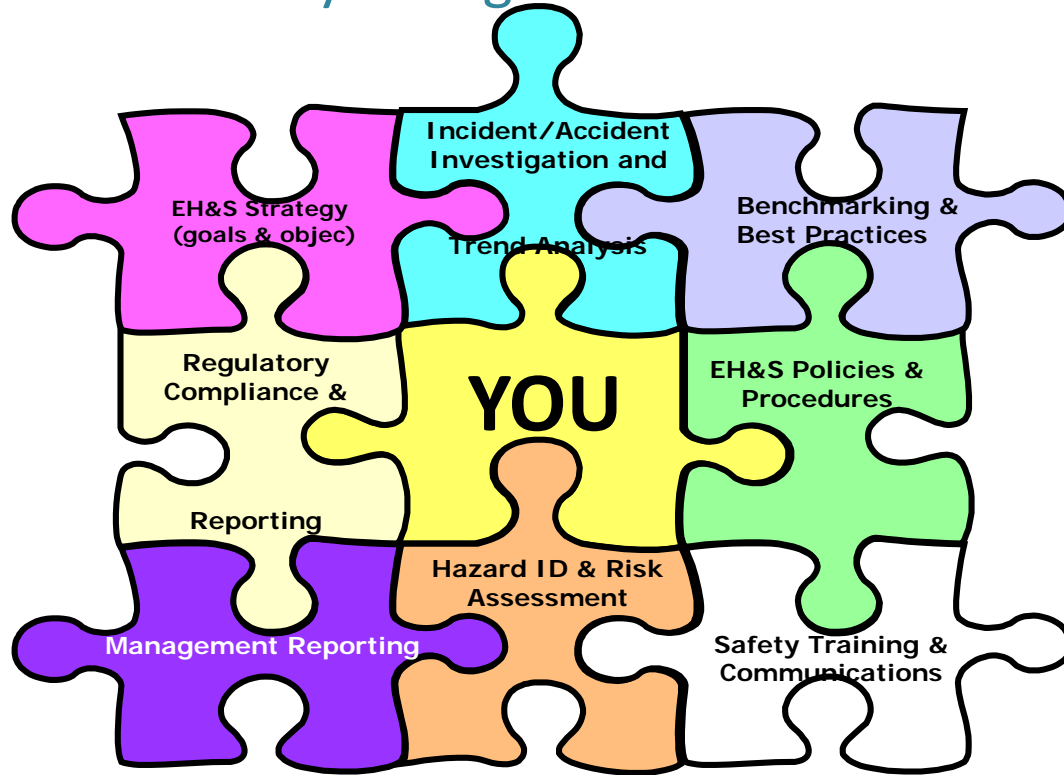 EH&S Strategy
(goals & objec)
Incident/Accident
Investigation and
Trend Analysis
Benchmarking &
Best Practices
Regulatory
Compliance &
Reporting
YOU
EH&S Policies &
Procedures
Management Reporting
Hazard ID & Risk
Assessment
Safety Training &
Communications